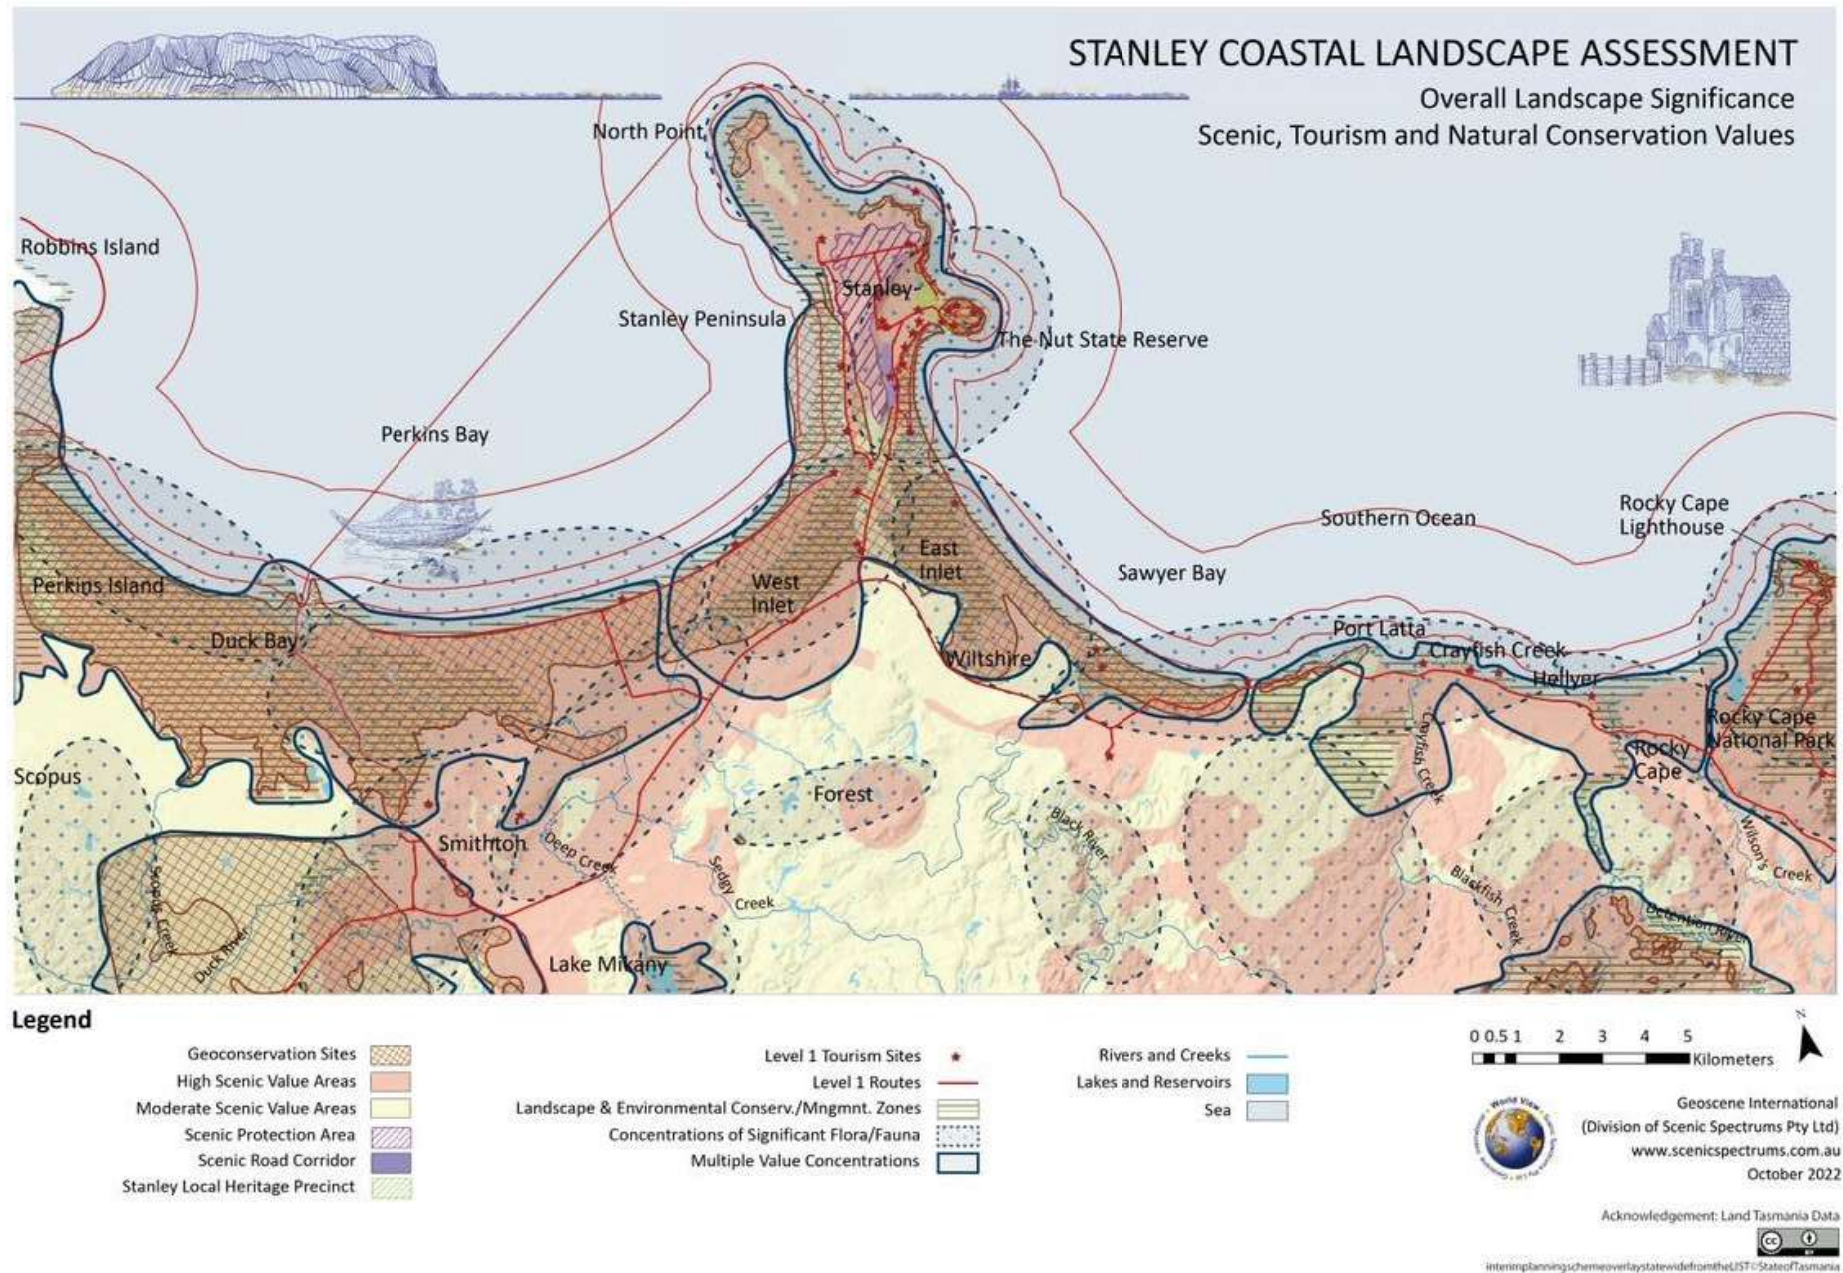 STANLEY COASTAL LANDSCAPE ASSESSMENT
Overall Landscape Significance
Scenic, Tourism and Natural Conservation Values
North Point
Robbins Island
Stanley
Stanley Peninsula
The Nut State Reserve
Perkins Bay
Rocky Cape
Lighthouse
Southern Ocean
East
Inlet
Sawyer Bay
West
Inlet
Perkins Island
Duck Bay
Port Latta
Crayfish Creek
Wiltshire
Hellyer
Rocky Cape
National Park
Crayfish Creek
Rocky
Cape
Scopus
Forest
Black River
Smithton
Deep Creek
Wilson's
Creek
Sedgy
Creek
Scopus Creek
Blackfish Creek
Detention River
Duck River
Lake Mikany
Legend
Geoconservation Sites
High Scenic Value Areas
Moderate Scenic Value Areas
Scenic Protection Area
Scenic Road Corridor
Stanley Local Heritage Precinct
Level 1 Tourism Sites
Level 1 Routes
Landscape & Environmental Conserv./Mngmnt. Zones
Concentrations of Significant Flora/Fauna
Multiple Value Concentrations
Rivers and Creeks
Lakes and Reservoirs
Sea
N
0 0.5 1 2 3 4 5
Kilometers
World View
Geoscene International
(Division of Scenic Spectrums Pty Ltd)
www.scenicspectrums.com.au
October 2022
Acknowledgement: Land Tasmania Data
cc
BY
interimplanningschemeoverlaystatewidefromtheLIST©StateofTasmania